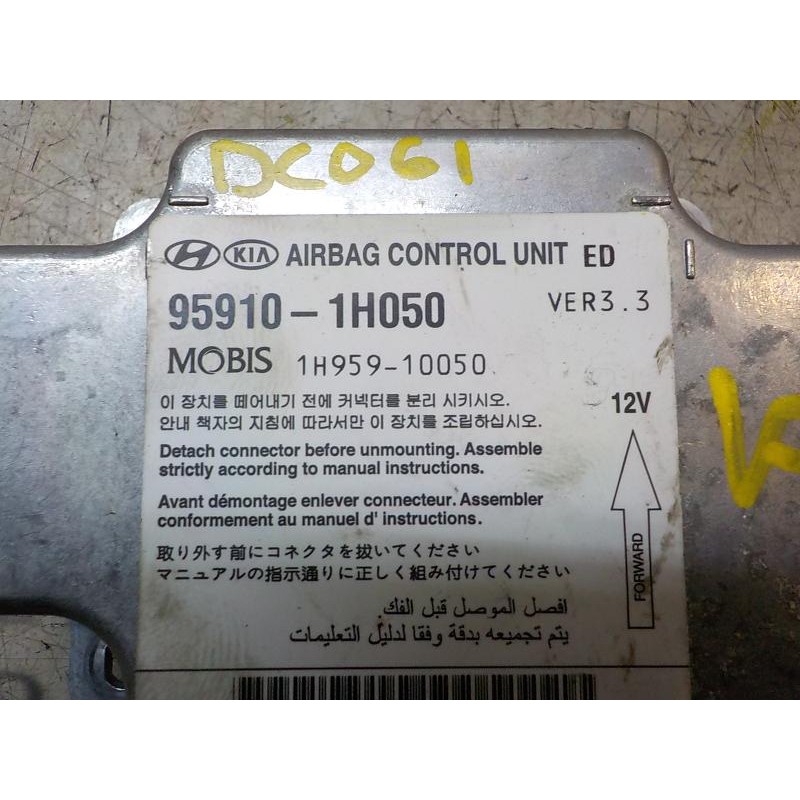 DC061
KIA AIRBAG CONTROL UNIT ED
95910-1H050 VER3.3
MOBIS 1H959-10050
이 장치를 떼어내기 전에 커넥터를 분리 시키시오.
안내 책자의 지침에 따라서만 이 장치를 조립하십시오.
12V
Detach connector before unmounting. Assemble
strictly according to manual instructions.
Avant démontage enlever connecteur. Assembler
conformement au manuel d' instructions.
FORWARD
取り外す前にコネクタを抜いてください
マニュアルの指示通りに正しく組み付けてください
افصل الموصل قبل الفك.
يتم تجميعه بدقة وفقا لدليل التعليمات